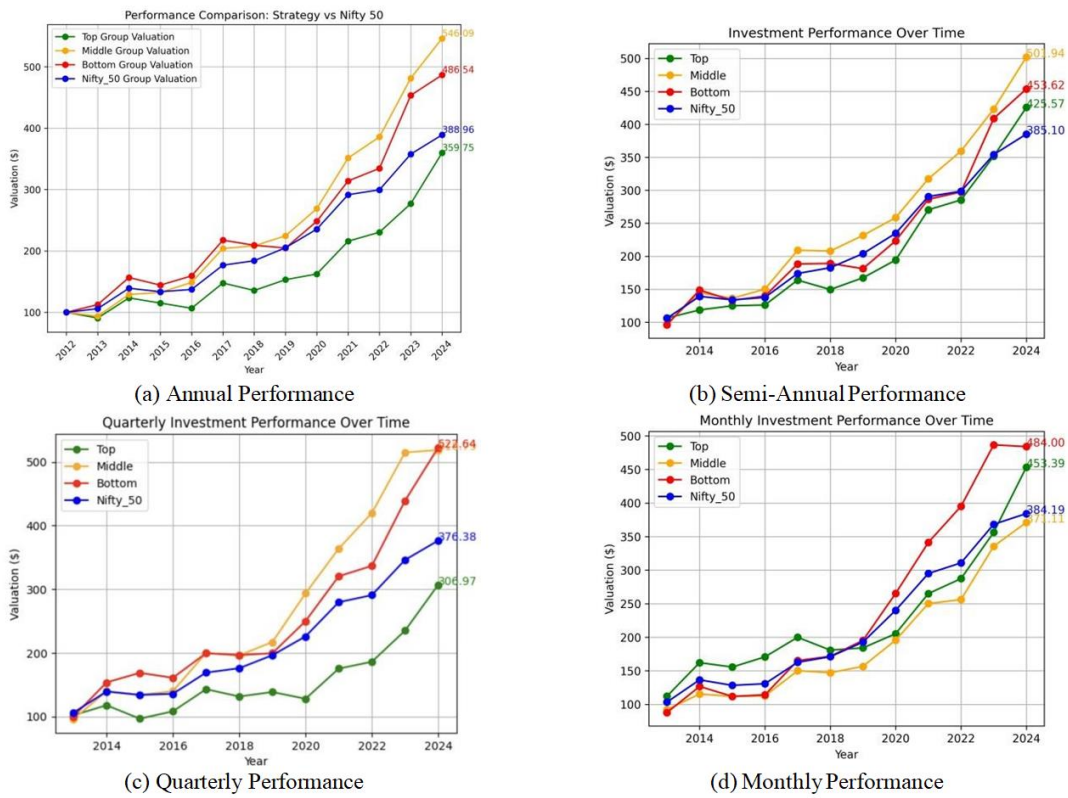 Performance Comparison: Strategy vs Nifty 50
Top Group Valuation
Middle Group Valuation
Bottom Group Valuation
Nifty_50 Group Valuation
546.09
486.54
388.96
359.75
500
400
300
200
100
Valuation ($)
2012 2013 2014 2015 2016 2017 2018 2019 2020 2021 2022 2023 2024
Year
(a) Annual Performance
Investment Performance Over Time
Top
Middle
Bottom
Nifty_50
501.94
453.62
425.57
385.10
500
450
400
350
300
250
200
150
100
Valuation ($)
2014 2016 2018 2020 2022 2024
Year
(b) Semi-Annual Performance
Quarterly Investment Performance Over Time
Top
Middle
Bottom
Nifty_50
522.64
376.38
306.97
500
400
300
200
100
Valuation ($)
2014 2016 2018 2020 2022 2024
Year
(c) Quarterly Performance
Monthly Investment Performance Over Time
Top
Middle
Bottom
Nifty_50
484.00
453.39
384.19
371.11
500
450
400
350
300
250
200
150
100
Valuation ($)
2014 2016 2018 2020 2022 2024
Year
(d) Monthly Performance